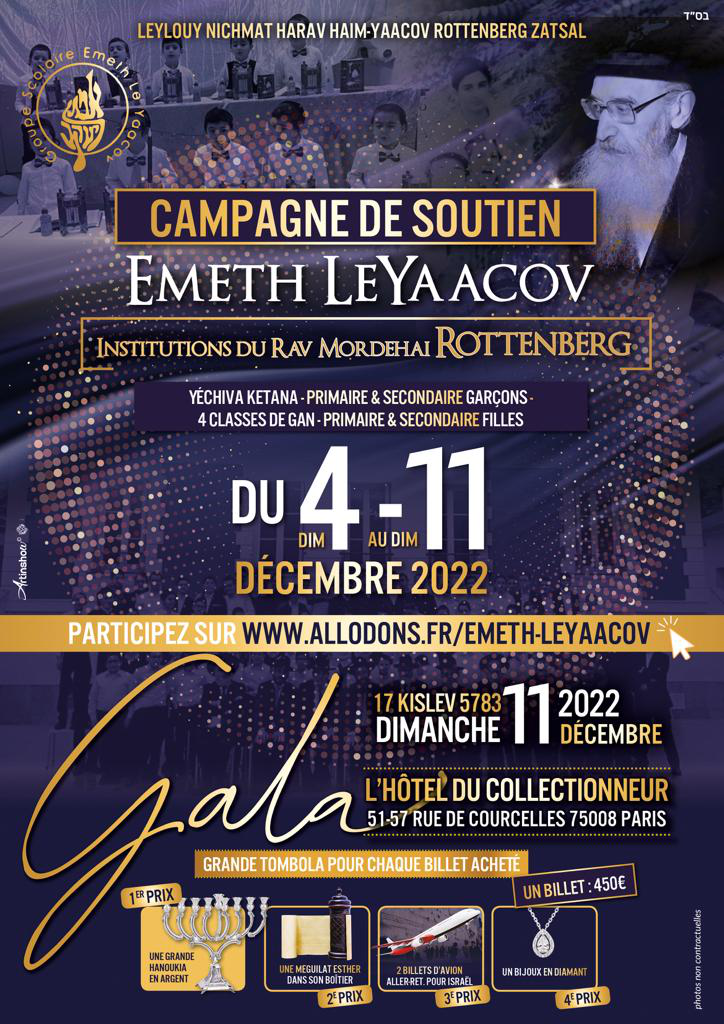 בס"ד
LEYLOUY NICHMAT HARAV HAIM-YAACOV ROTTENBERG ZATSAL
Groupe Scolaire Emeth Le Yaacov
CAMPAGNE DE SOUTIEN
EMETH LEYAACOV
INSTITUTIONS DU RAV MORDEHAI ROTTENBERG
YÉCHIVA KETANA - PRIMAIRE & SECONDAIRE GARÇONS -
4 CLASSES DE GAN - PRIMAIRE & SECONDAIRE FILLES
DU DIM 4 AU DIM - 11
DÉCEMBRE 2022
Artinshow
PARTICIPEZ SUR WWW.ALLODONS.FR/EMETH-LEYAACOV
Gala
17 KISLEV 5783
DIMANCHE 11 DÉCEMBRE 2022
L'HÔTEL DU COLLECTIONNEUR
51-57 RUE DE COURCELLES 75008 PARIS
GRANDE TOMBOLA POUR CHAQUE BILLET ACHETÉ
UN BILLET : 450€
1ER PRIX
UNE GRANDE
HANOUKIA
EN ARGENT
UNE MEGUILAT ESTHER
DANS SON BOÎTIER
2E PRIX
2 BILLETS D'AVION
ALLER-RET. POUR ISRAËL
3E PRIX
UN BIJOUX EN DIAMANT
4E PRIX
photos non contractuelles